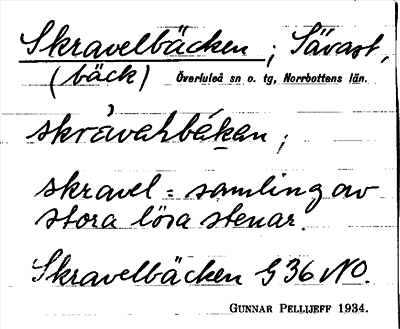 Skravelbäcken ; Sävast,
(bäck) Överluleå sn o. tg, Norrbottens län.
skràvahbékan ;
skravel = samling av
stora lösa stenar.
Skravelbäcken G 36 NO.
GUNNAR PELLIJEFF 1934.